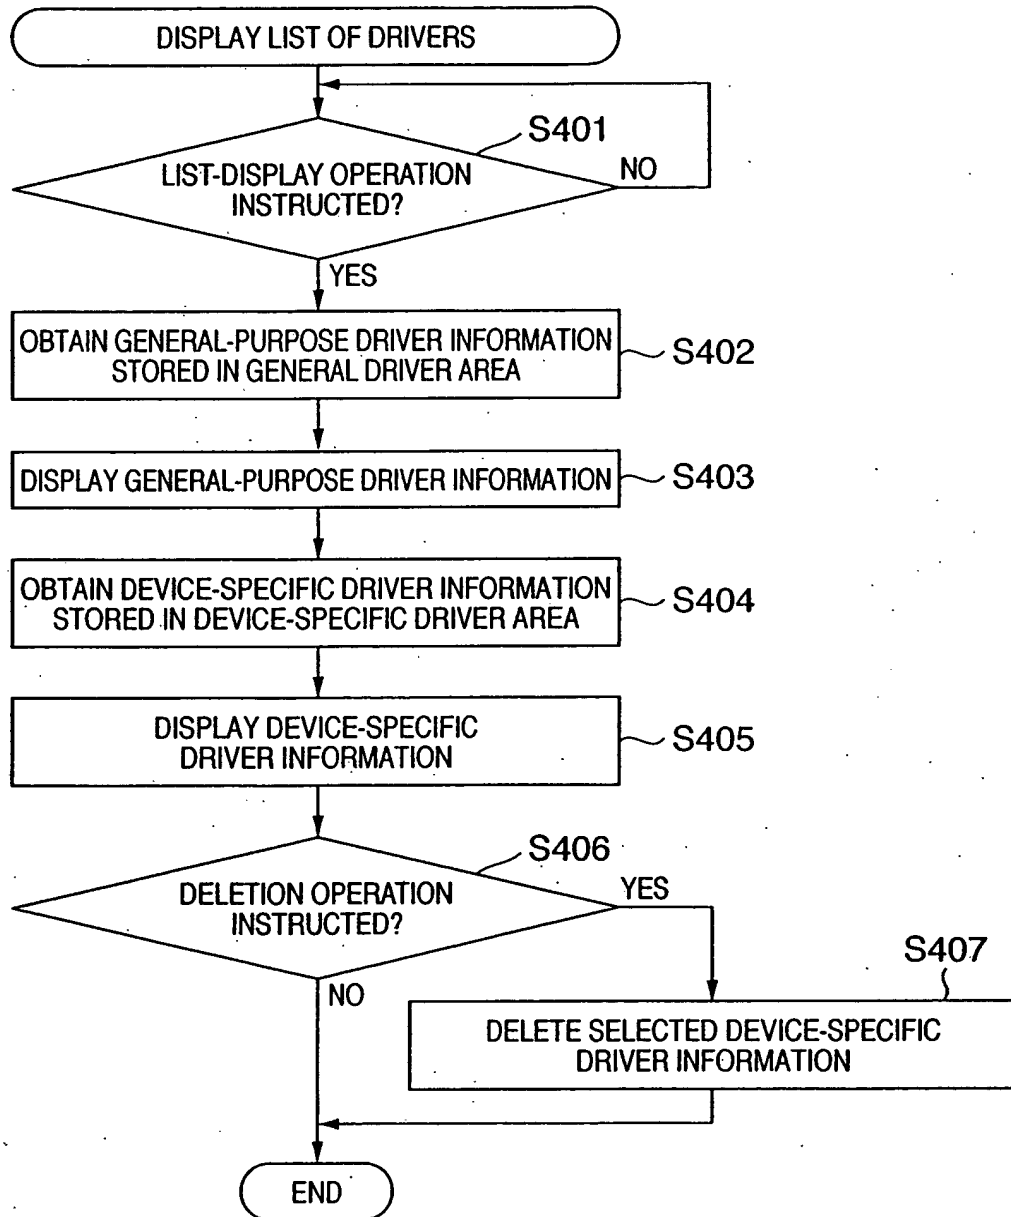 DISPLAY LIST OF DRIVERS
S401
LIST-DISPLAY OPERATION
INSTRUCTED?
NO
YES
OBTAIN GENERAL-PURPOSE DRIVER INFORMATION
STORED IN GENERAL DRIVER AREA
S402
DISPLAY GENERAL-PURPOSE DRIVER INFORMATION
S403
OBTAIN DEVICE-SPECIFIC DRIVER INFORMATION
STORED IN DEVICE-SPECIFIC DRIVER AREA
S404
DISPLAY DEVICE-SPECIFIC
DRIVER INFORMATION
S405
S406
DELETION OPERATION
INSTRUCTED?
YES
NO
S407
DELETE SELECTED DEVICE-SPECIFIC
DRIVER INFORMATION
END